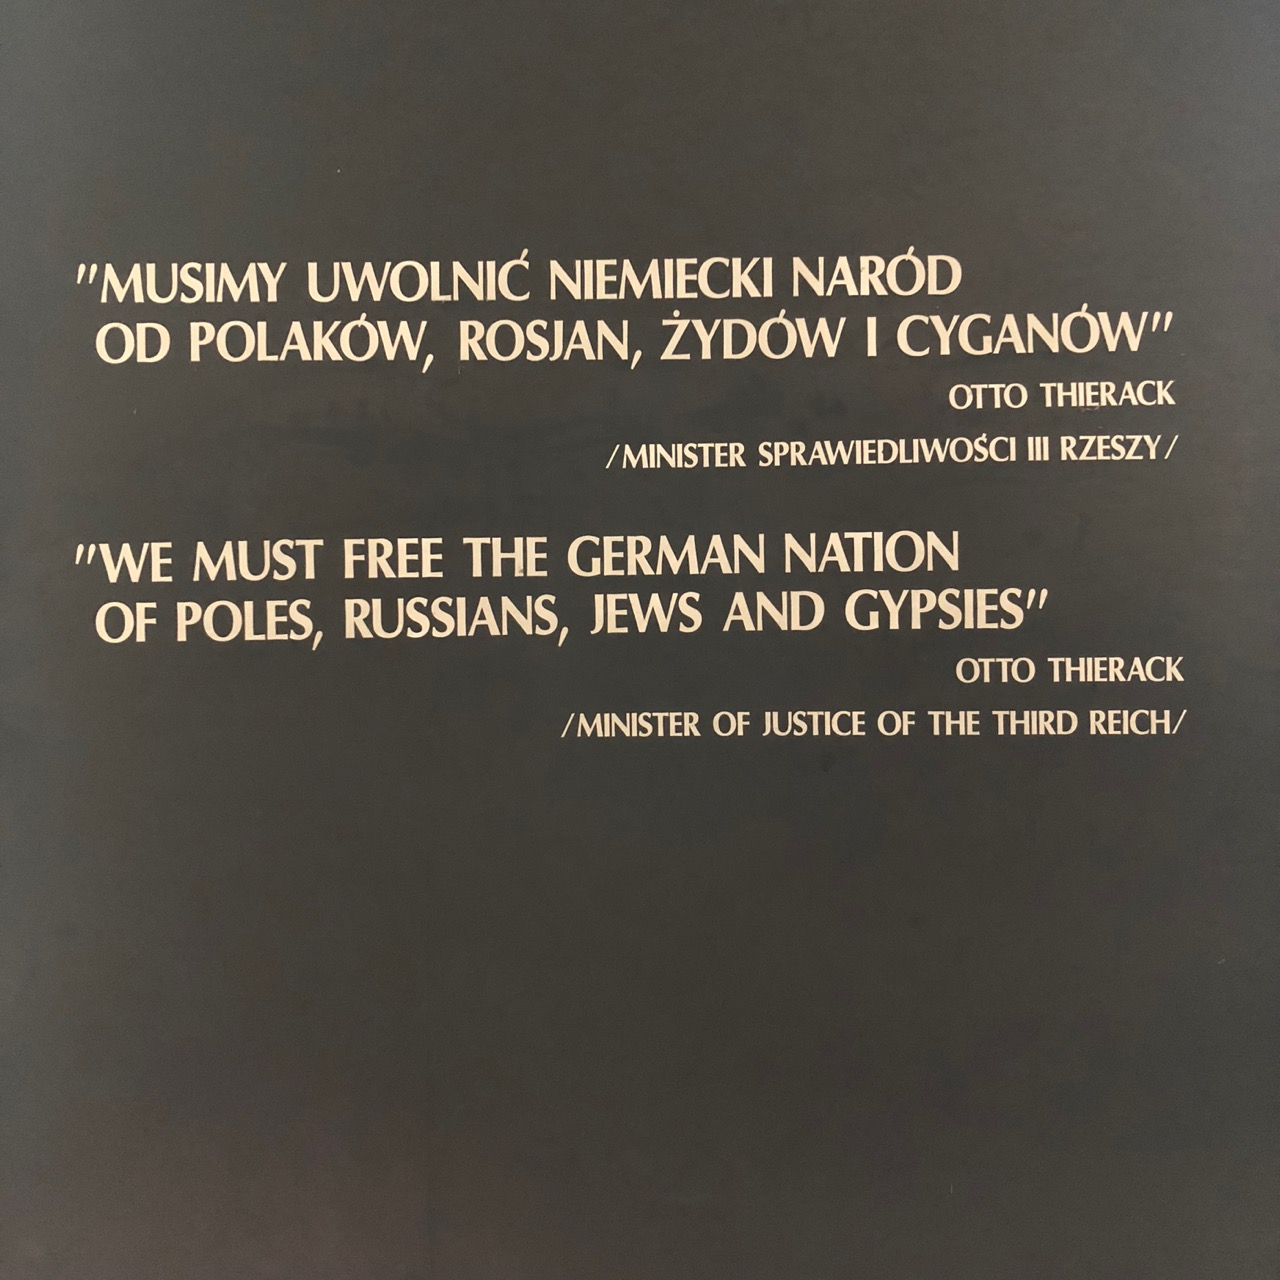 "MUSIMY UWOLNIĆ NIEMIECKI NARÓD
OD POLAKÓW, ROSJAN, ŻYDÓW I CYGANÓW"
OTTO THIERACK
/MINISTER SPRAWIEDLIWOŚCI III RZESZY/
"WE MUST FREE THE GERMAN NATION
OF POLES, RUSSIANS, JEWS AND GYPSIES"
OTTO THIERACK
/MINISTER OF JUSTICE OF THE THIRD REICH/